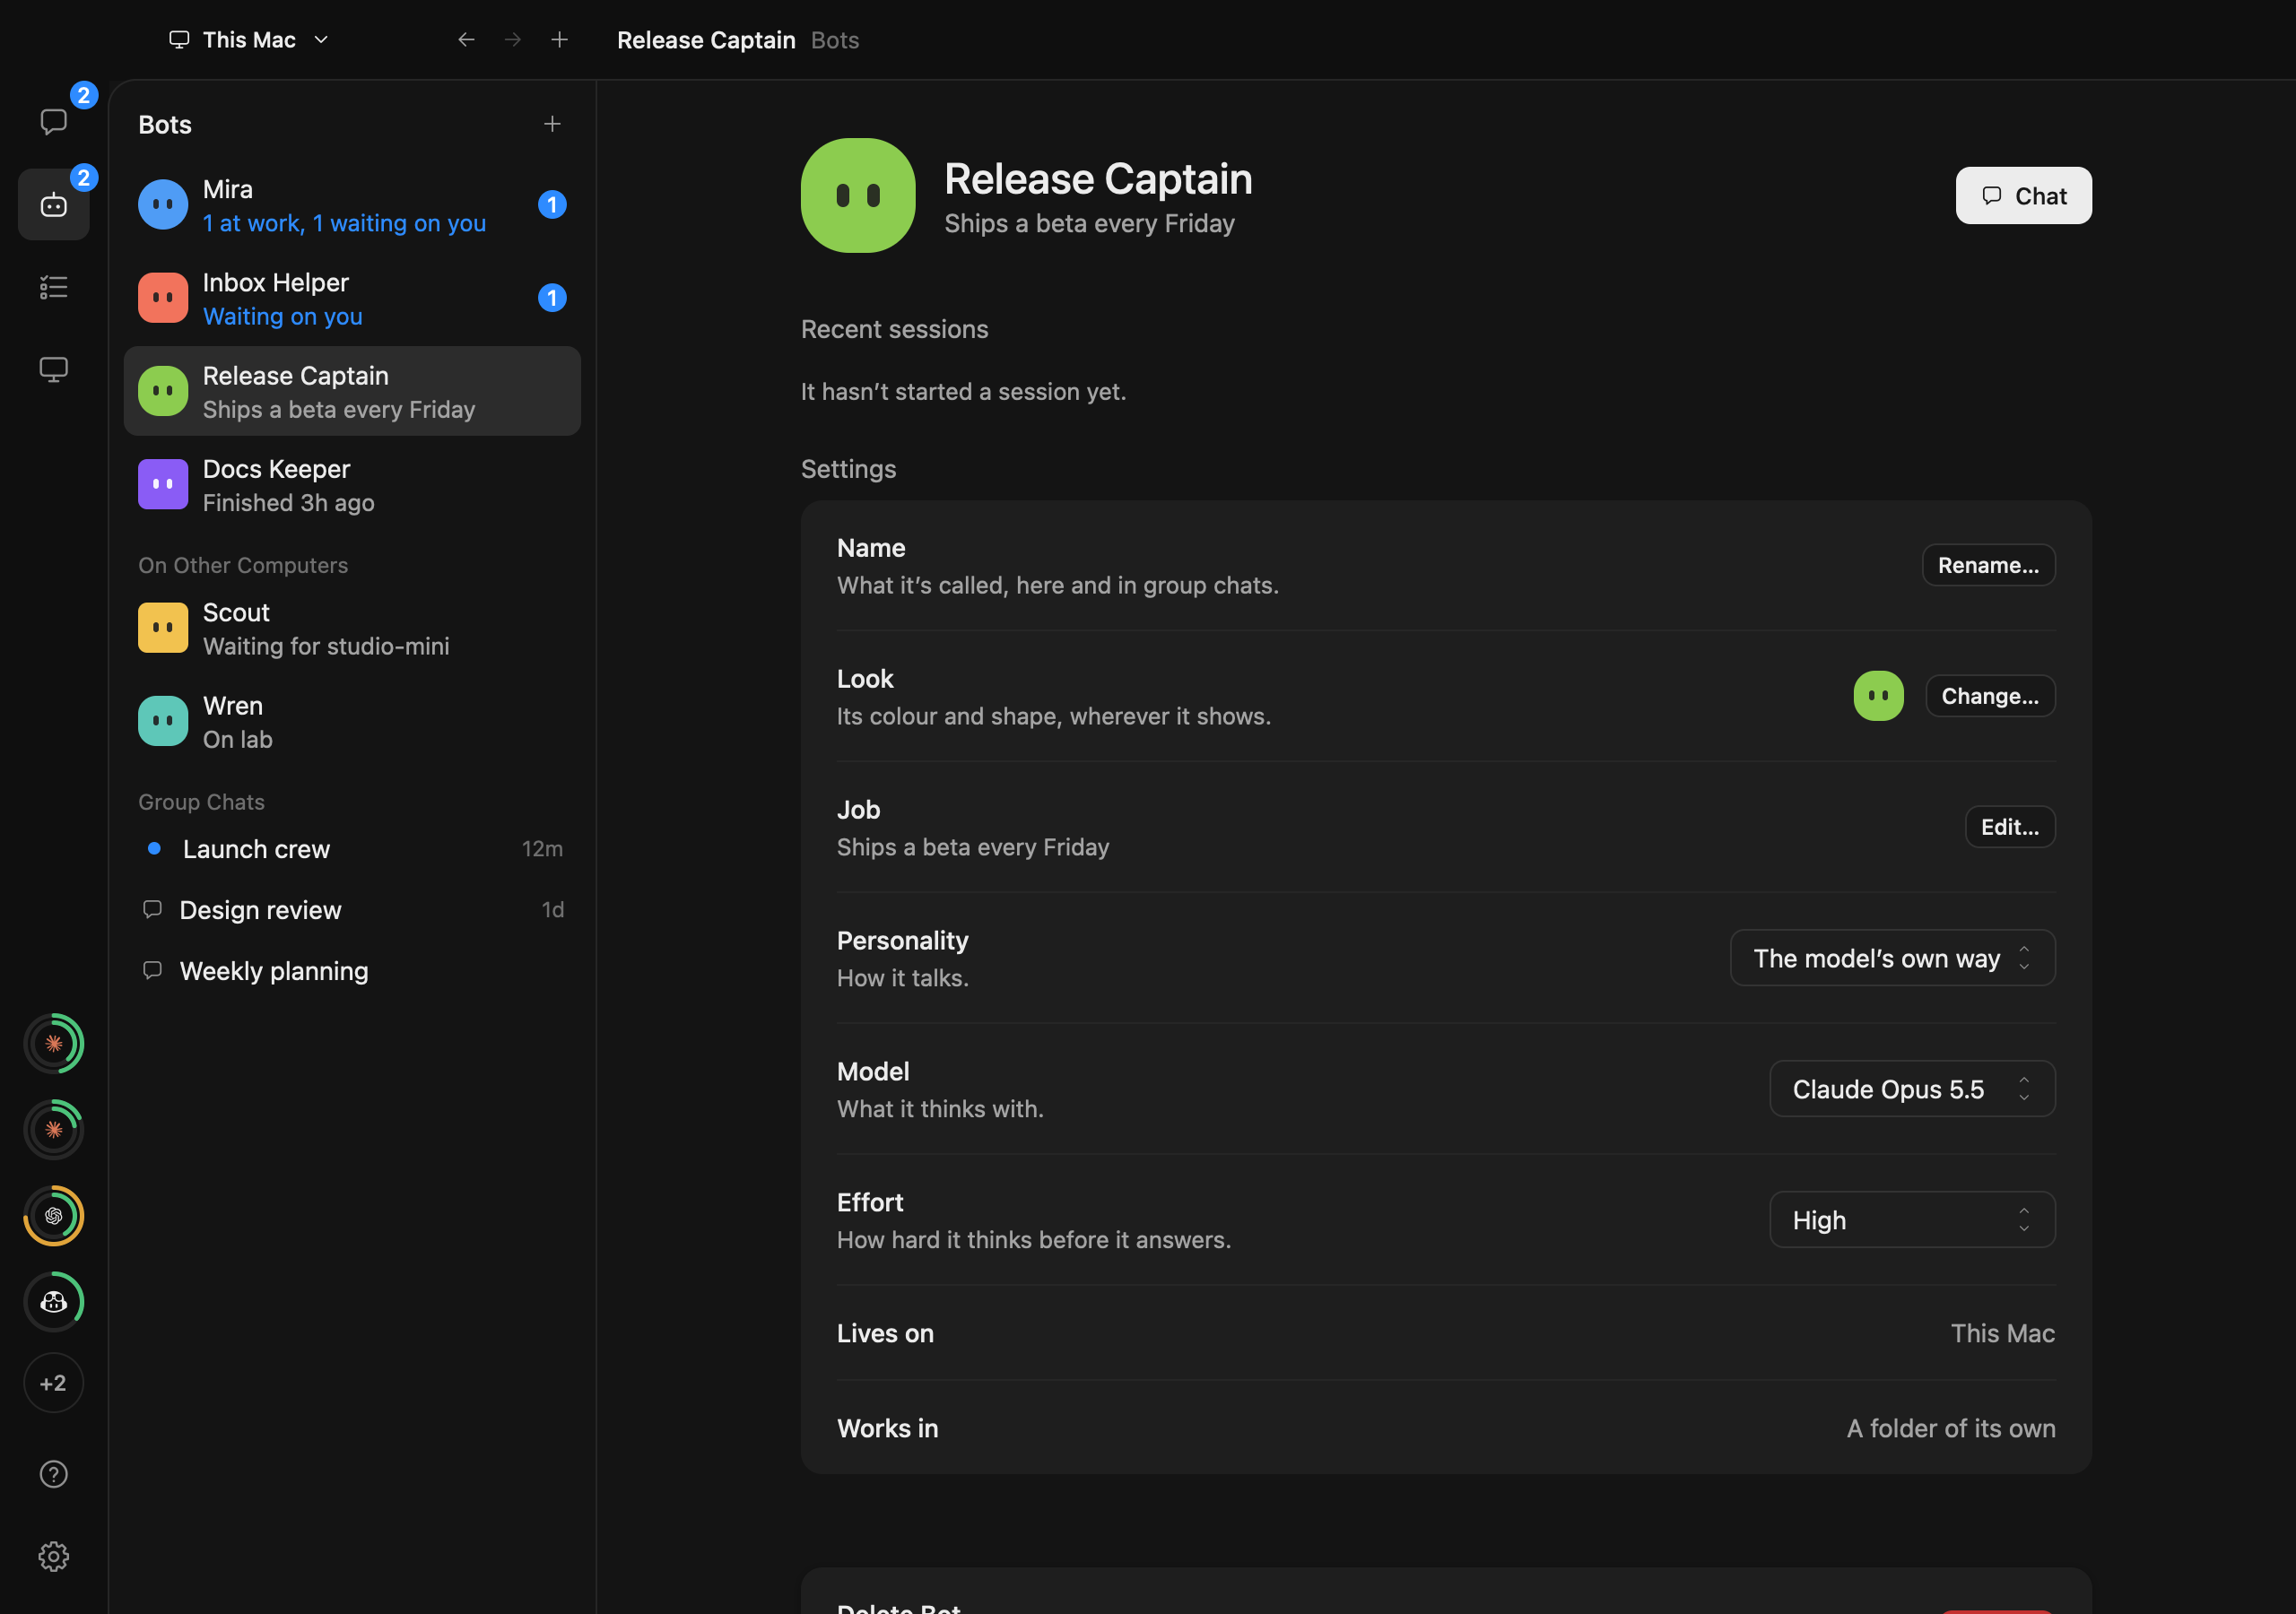 This Mac
Release Captain Bots
2
2
Bots
Mira
1 at work, 1 waiting on you
1
Inbox Helper
Waiting on you
1
Release Captain
Ships a beta every Friday
Docs Keeper
Finished 3h ago
On Other Computers
Scout
Waiting for studio-mini
Wren
On lab
Group Chats
Launch crew 12m
Design review 1d
Weekly planning
+2
Release Captain
Ships a beta every Friday
Chat
Recent sessions
It hasn’t started a session yet.
Settings
Name
What it’s called, here and in group chats.
Rename...
Look
Its colour and shape, wherever it shows.
Change...
Job
Ships a beta every Friday
Edit...
Personality
How it talks.
The model’s own way
Model
What it thinks with.
Claude Opus 5.5
Effort
How hard it thinks before it answers.
High
Lives on
This Mac
Works in
A folder of its own
Delete Bot